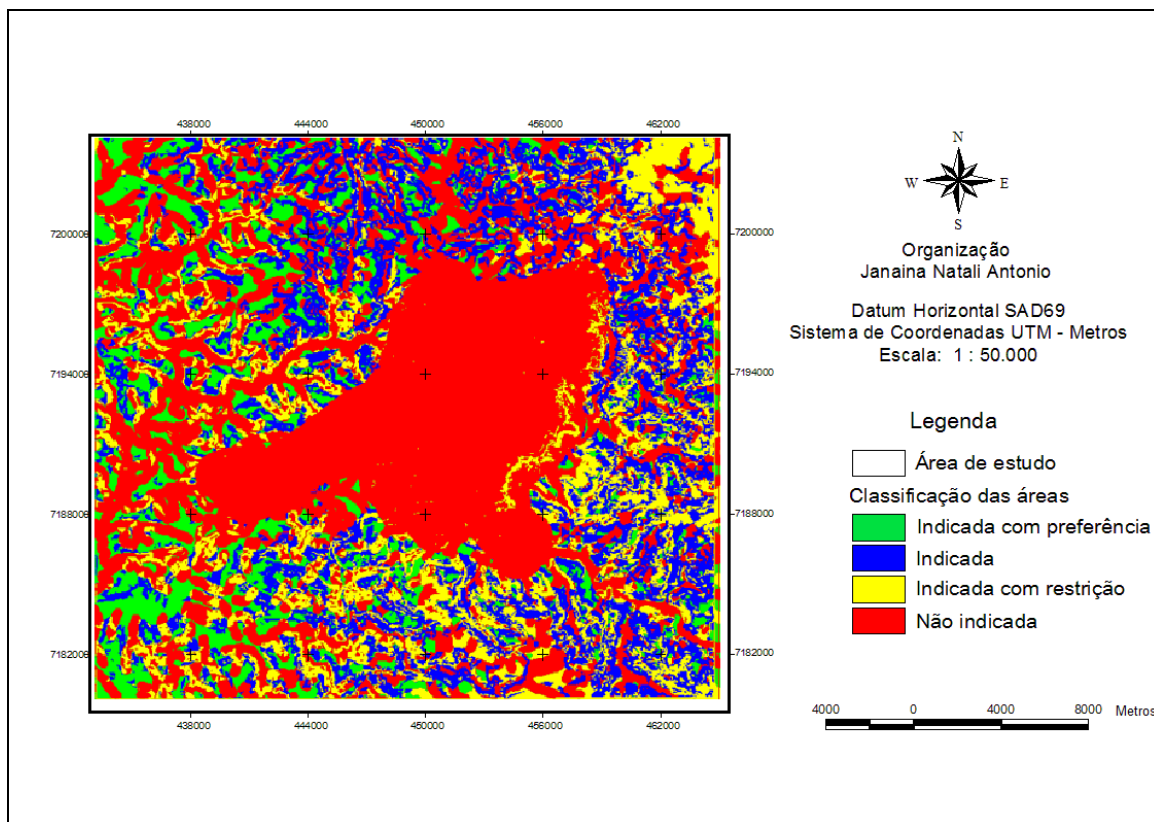 438000 444000 450000 456000 462000
7200000 7200000
7194000 7194000
7188000 7188000
7182000 7182000
438000 444000 450000 456000 462000
N
W E
S
Organização
Janaina Natali Antonio
Datum Horizontal SAD69
Sistema de Coordenadas UTM - Metros
Escala: 1 : 50.000
Legenda
Área de estudo
Classificação das áreas
Indicada com preferência
Indicada
Indicada com restrição
Não indicada
4000 0 4000 8000 Metros